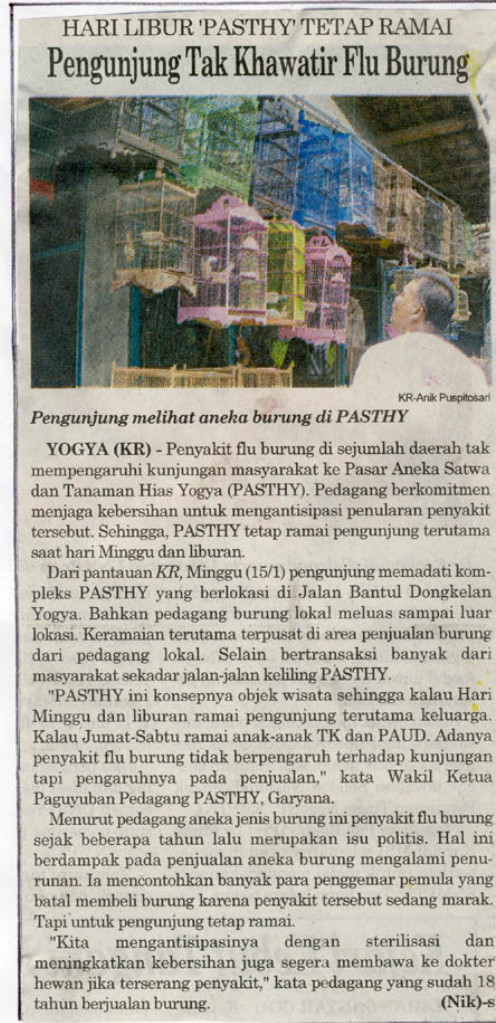 HARI LIBUR 'PASTHY' TETAP RAMAI
Pengunjung Tak Khawatir Flu Burung
KR-Anik Puspitosari
Pengunjung melihat aneka burung di PASTHY
YOGYA (KR) - Penyakit flu burung di sejumlah daerah tak
mempengaruhi kunjungan masyarakat ke Pasar Aneka Satwa
dan Tanaman Hias Yogya (PASTHY). Pedagang berkomitmen
menjaga kebersihan untuk mengantisipasi penularan penyakit
tersebut. Sehingga, PASTHY tetap ramai pengunjung terutama
saat hari Minggu dan liburan.
Dari pantauan KR, Minggu (15/1) pengunjung memadati kom-
pleks PASTHY yang berlokasi di Jalan Bantul Dongkelan
Yogya. Bahkan pedagang burung lokal meluas sampai luar
lokasi. Keramaian terutama terpusat di area penjualan burung
dari pedagang lokal. Selain bertransaksi banyak dari
masyarakat sekadar jalan-jalan keliling PASTHY.
"PASTHY ini konsepnya objek wisata sehingga kalau Hari
Minggu dan liburan ramai pengunjung terutama keluarga.
Kalau Jumat-Sabtu ramai anak-anak TK dan PAUD. Adanya
penyakit flu burung tidak berpengaruh terhadap kunjungan
tapi pengaruhnya pada penjualan," kata Wakil Ketua
Paguyuban Pedagang PASTHY, Garyana.
Menurut pedagang aneka jenis burung ini penyakit flu burung
sejak beberapa tahun lalu merupakan isu politis. Hal ini
berdampak pada penjualan aneka burung mengalami penu-
runan. Ia mencontohkan banyak para penggemar pemula yang
batal membeli burung karena penyakit tersebut sedang marak.
Tapi untuk pengunjung tetap ramai.
"Kita mengantisipasinya dengan sterilisasi dan
meningkatkan kebersihan juga segera membawa ke dokter
hewan jika terserang penyakit," kata pedagang yang sudah 18
tahun berjualan burung. (Nik)-s